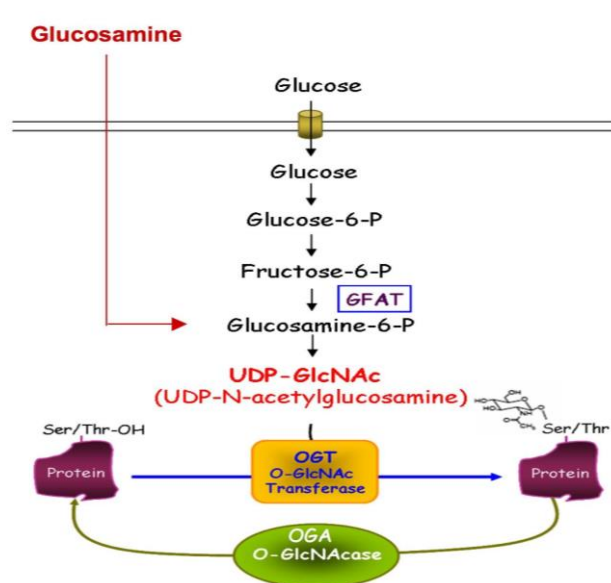 Glucosamine
Glucose
Glucose
Glucose-6-P
Fructose-6-P
GFAT
Glucosamine-6-P
UDP-GlcNAc
(UDP-N-acetylglucosamine)
Ser/Thr-OH
Ser/Thr
Protein
OGT
O-GlcNAc
Transferase
Protein
OGA
O-GlcNAcase